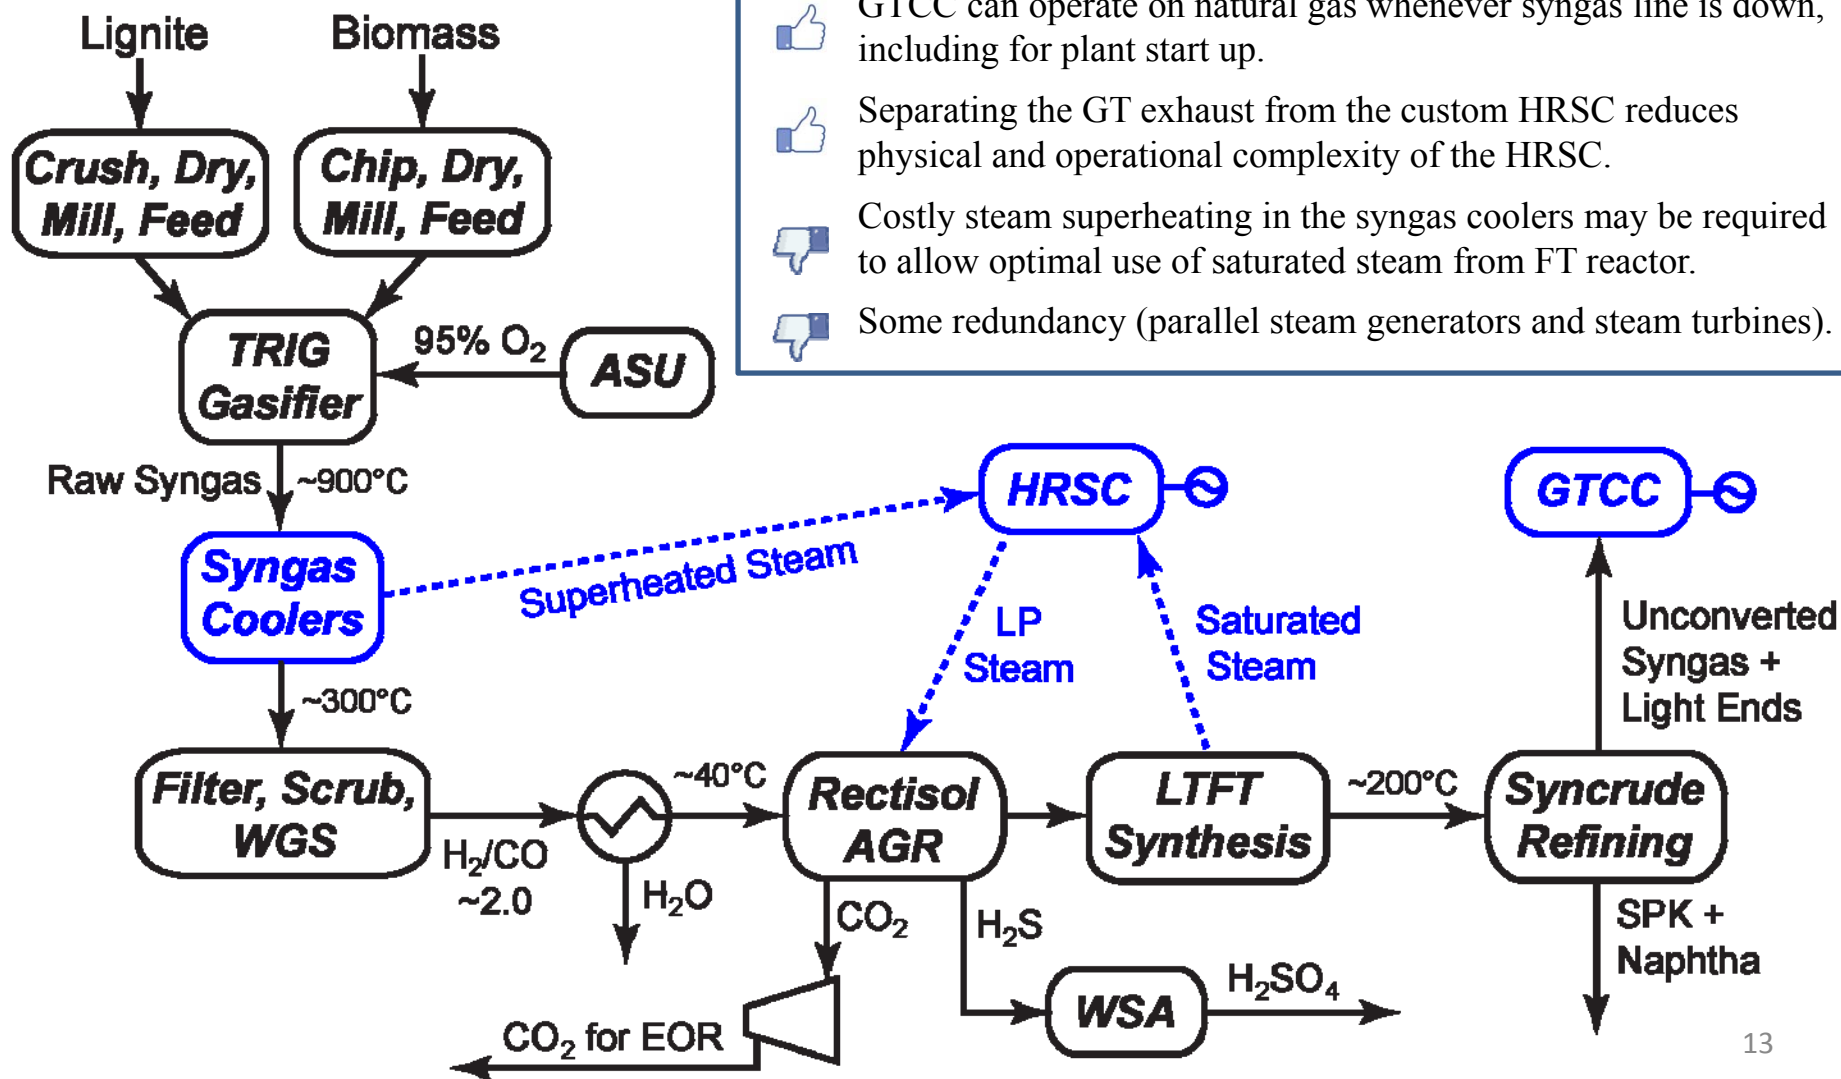 Lignite
Biomass
GTCC can operate on natural gas whenever syngas line is down,
including for plant start up.
Separating the GT exhaust from the custom HRSC reduces
physical and operational complexity of the HRSC.
Costly steam superheating in the syngas coolers may be required
to allow optimal use of saturated steam from FT reactor.
Some redundancy (parallel steam generators and steam turbines).
Crush, Dry,
Mill, Feed
Chip, Dry,
Mill, Feed
TRIG
Gasifier
95% O₂
ASU
Raw Syngas
~900°C
Syngas
Coolers
Superheated Steam
HRSC
GTCC
LP
Steam
Saturated
Steam
Unconverted
Syngas +
Light Ends
~300°C
Filter, Scrub,
WGS
H₂/CO
~2.0
~40°C
H₂O
Rectisol
AGR
LTFT
Synthesis
~200°C
Syncrude
Refining
CO₂
H₂S
SPK +
Naphtha
WSA
H₂SO₄
CO₂ for EOR
13